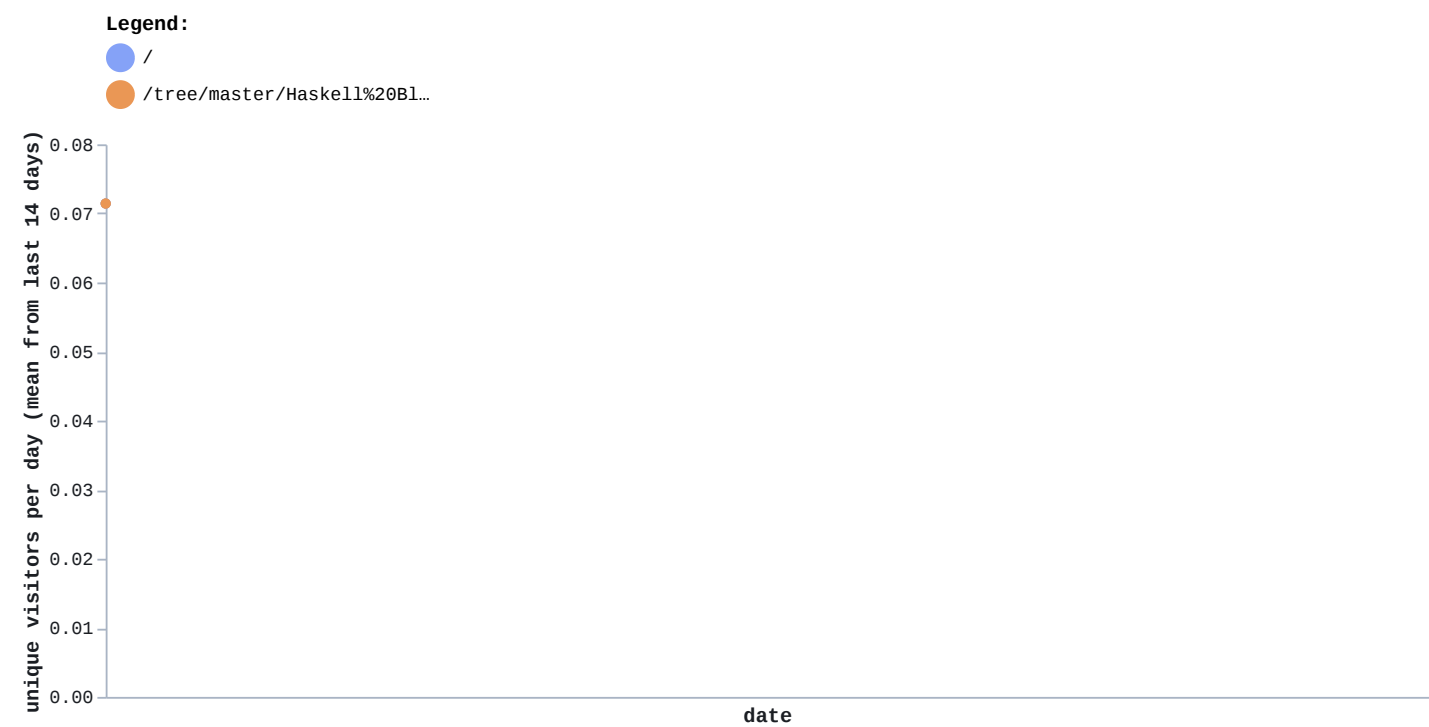 Legend:
/
/tree/master/Haskell%20Bl…
unique visitors per day (mean from last 14 days)
0.08
0.07
0.06
0.05
0.04
0.03
0.02
0.01
0.00
date